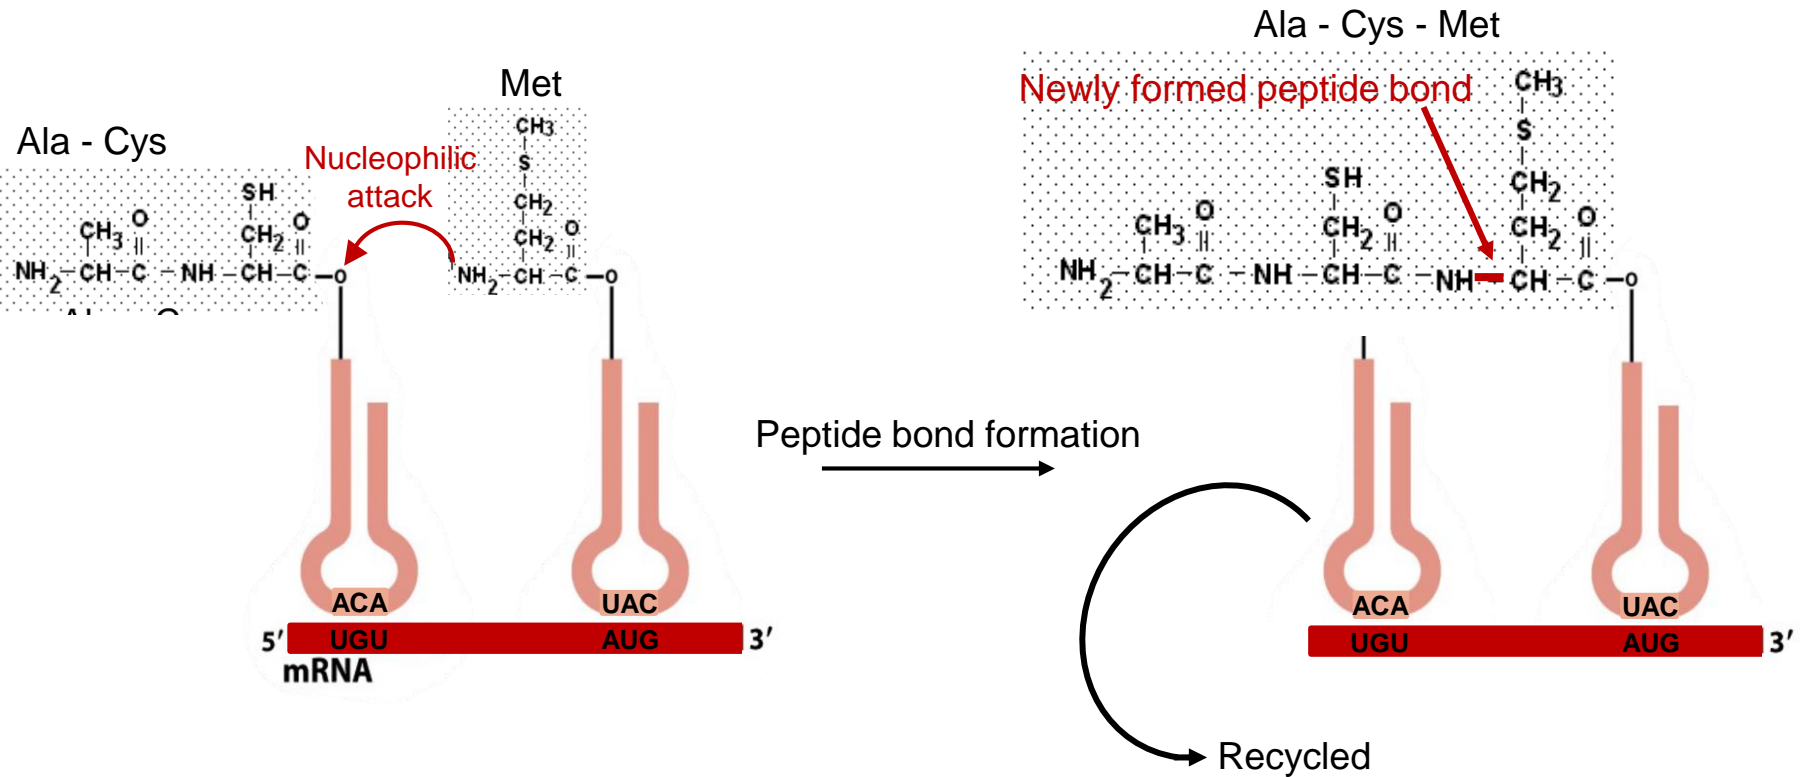 Ala - Cys - Met
Newly formed peptide bond
Met
Ala - Cys
Nucleophilic
attack
CH3
S
CH2
CH2
O
NH2-CH-C-o
SH
CH2 O
CH3 O
NH2-CH-C-NH-CH-C-o
CH3
S
CH2
CH2 O
SH
CH2 O
CH3 O
NH2-CH-C-NH-CH-C-NH-CH-C-o
Peptide bond formation
ACA
UAC
5′ UGU AUG 3′
mRNA
ACA
UAC
UGU AUG 3′
Recycled